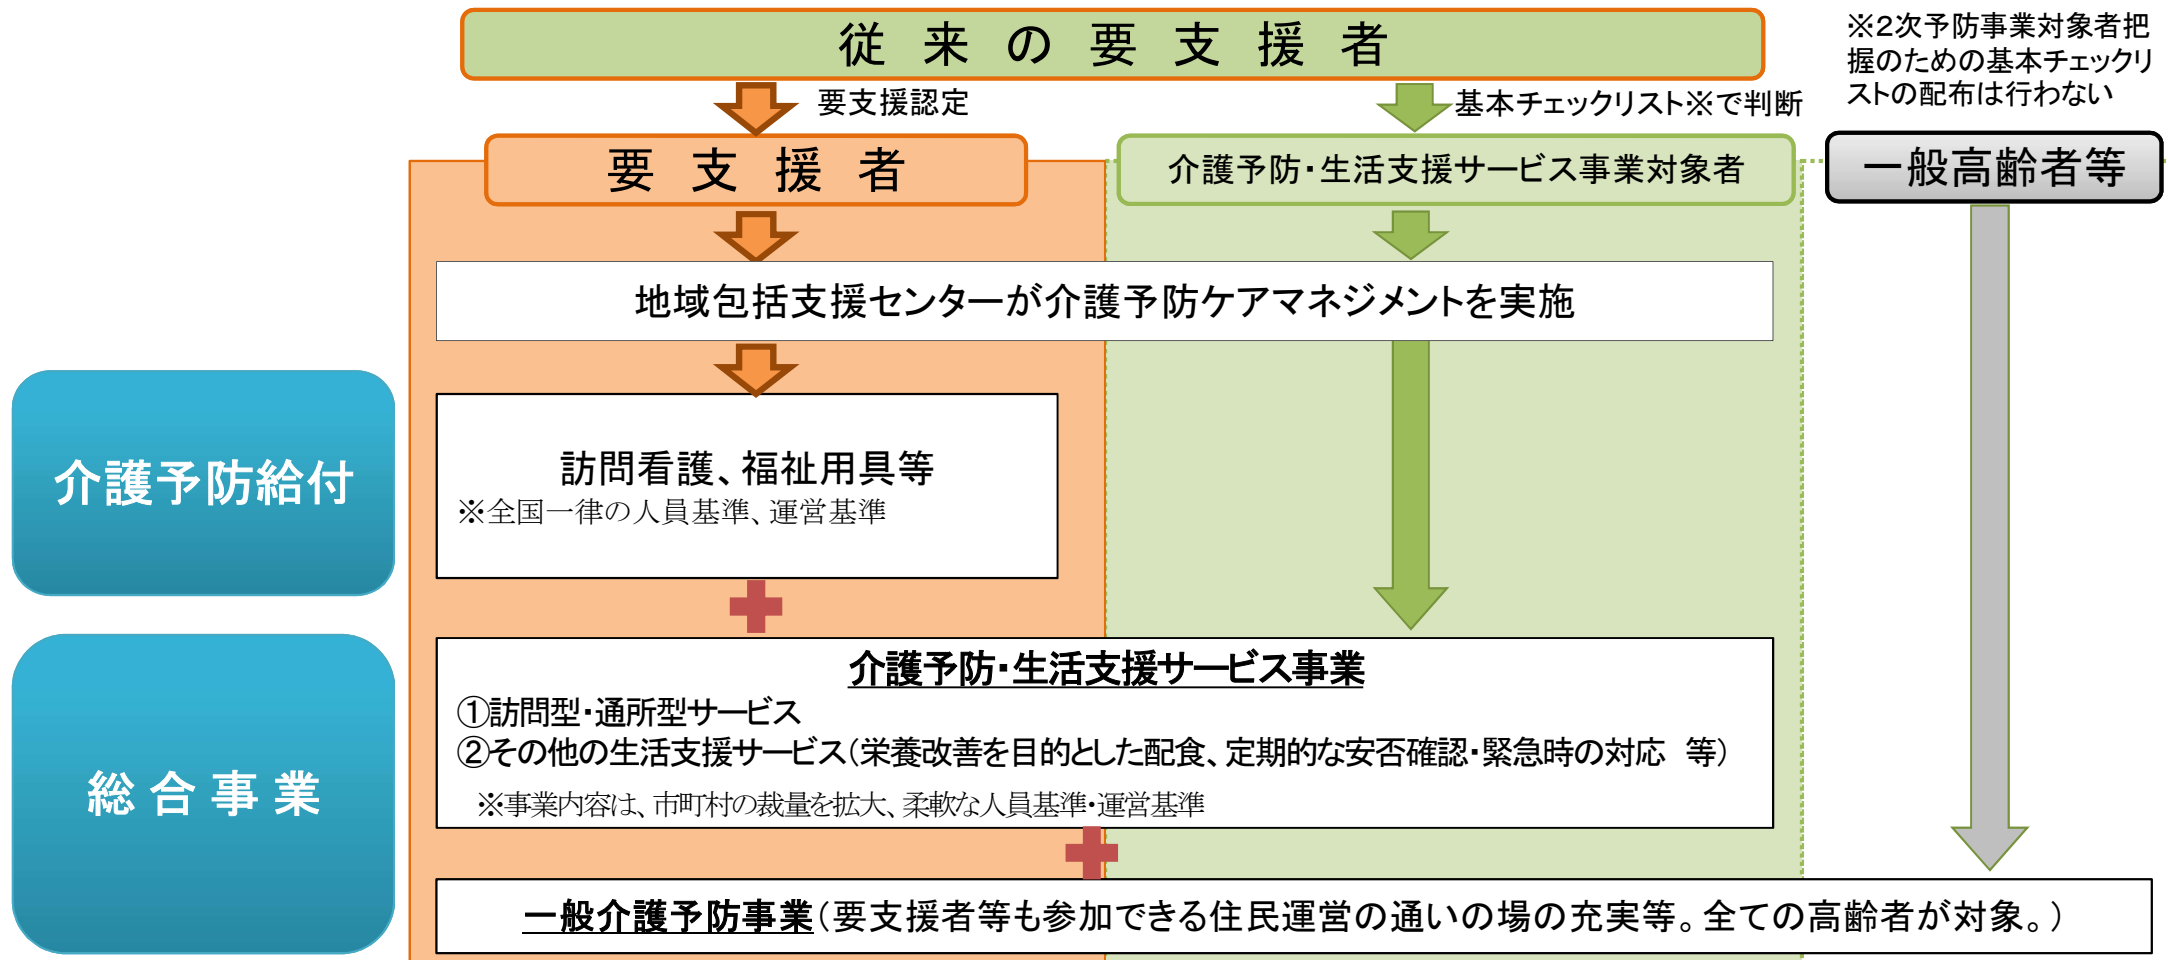 従来の要支援者
※2次予防事業対象者把
握のための基本チェックリ
ストの配布は行わない
要支援認定
基本チェックリスト※で判断
要支援者
介護予防・生活支援サービス事業対象者
一般高齢者等
地域包括支援センターが介護予防ケアマネジメントを実施
介護予防給付
訪問看護、福祉用具等
※全国一律の人員基準、運営基準
総合事業
介護予防・生活支援サービス事業
①訪問型・通所型サービス
②その他の生活支援サービス(栄養改善を目的とした配食、定期的な安否確認・緊急時の対応　等)
※事業内容は、市町村の裁量を拡大、柔軟な人員基準・運営基準
一般介護予防事業(要支援者等も参加できる住民運営の通いの場の充実等。全ての高齢者が対象。)